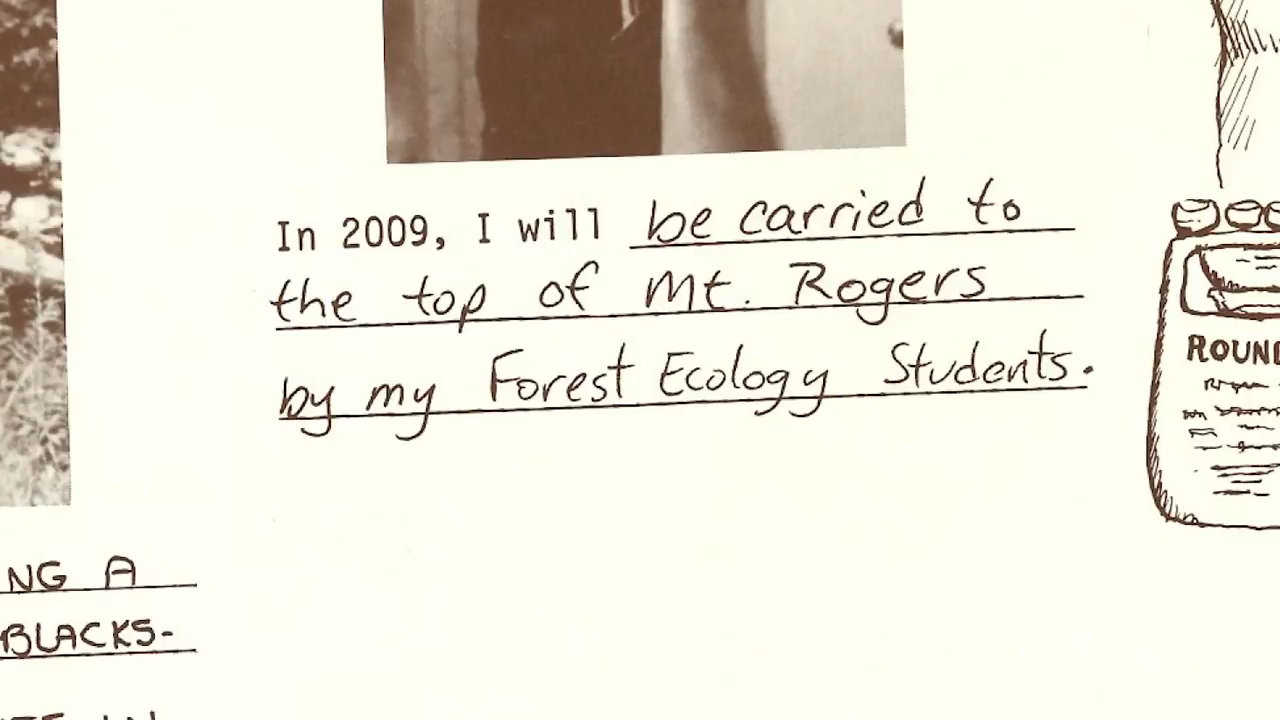 In 2009, I will be carried to
the top of Mt. Rogers
by my Forest Ecology Students.
NG A
BLACKS-
ROUND